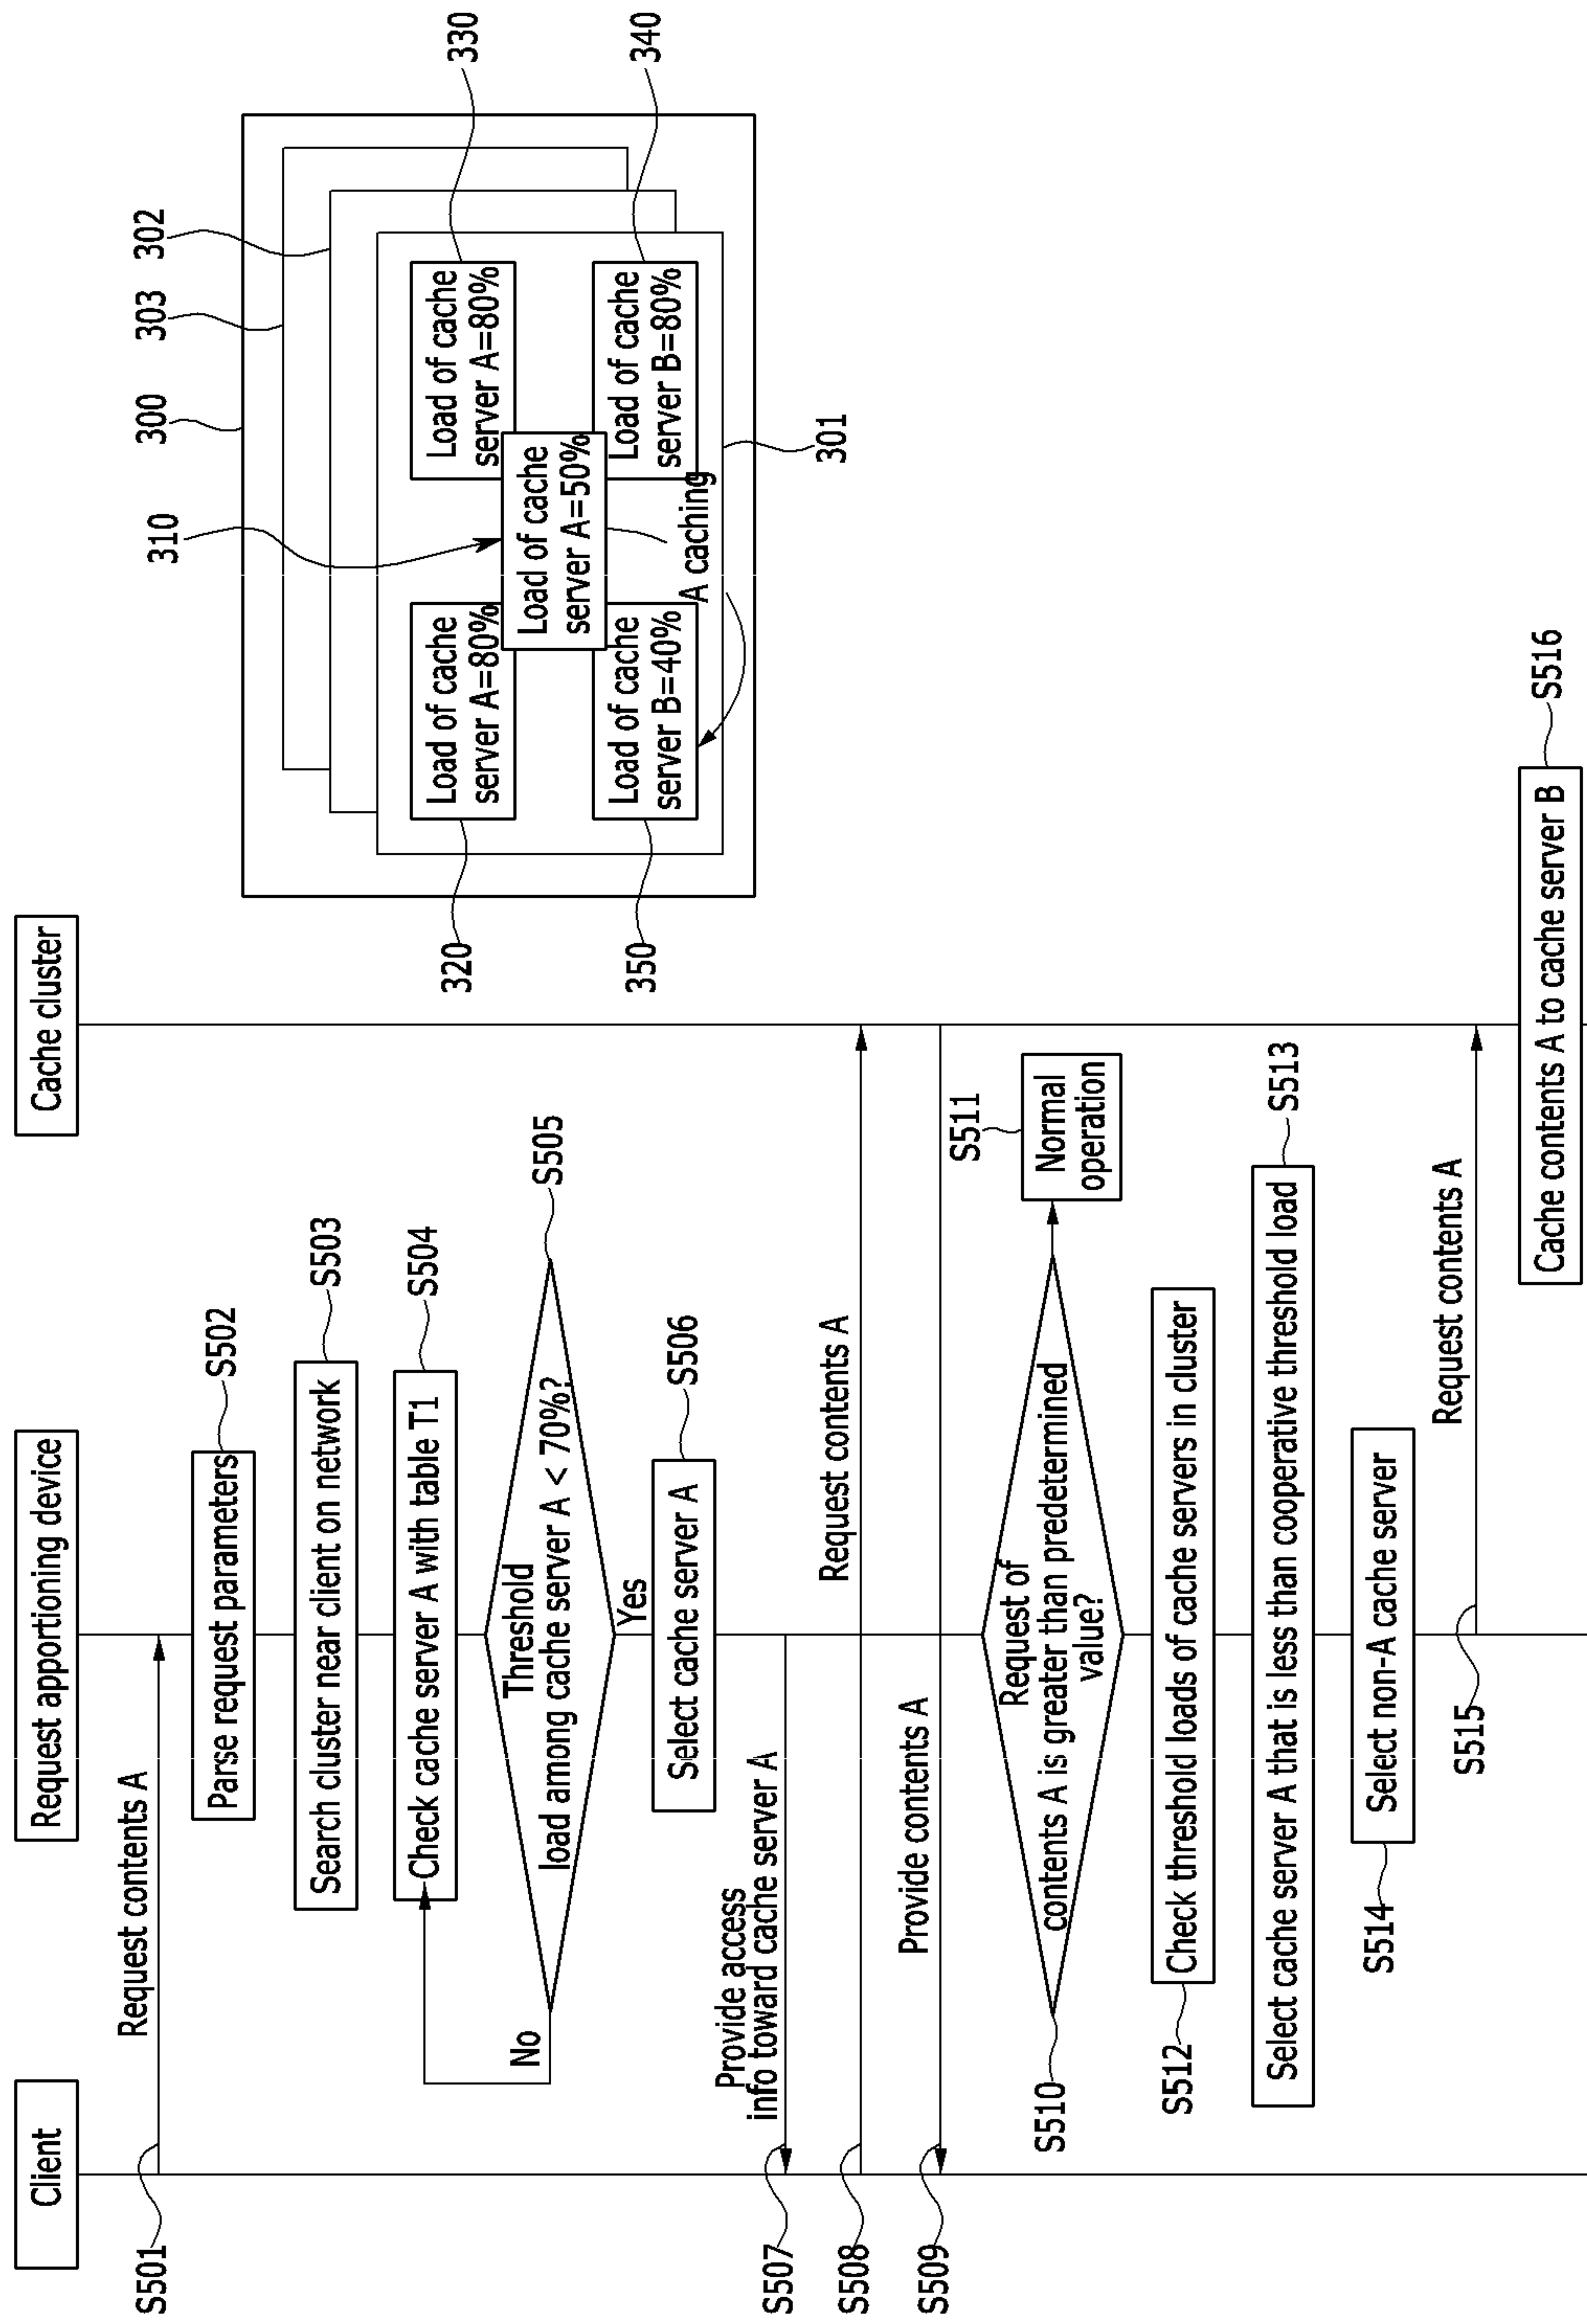 Client
Request apportioning device
Cache cluster
S501
Request contents A
Parse request parameters
S502
Search cluster near client on network
S503
Check cache server A with table T1
S504
Threshold
load among cache server A < 70%?
S505
No
Yes
Select cache server A
S506
Provide access
info toward cache server A
S507
Request contents A
S508
Provide contents A
S509
Request of
contents A is greater than predetermined
value?
S510
Normal
operation
S511
Check threshold loads of cache servers in cluster
S512
Select cache server A that is less than cooperative threshold load
S513
Select non-A cache server
S514
Request contents A
S515
Cache contents A to cache server B
S516
310
300
303
302
Load of cache
server A=80%
320
Load of cache
server A=80%
330
Load of cache
server A=50%
Load of cache
server B=40%
350
Load of cache
server B=80%
340
A caching
301